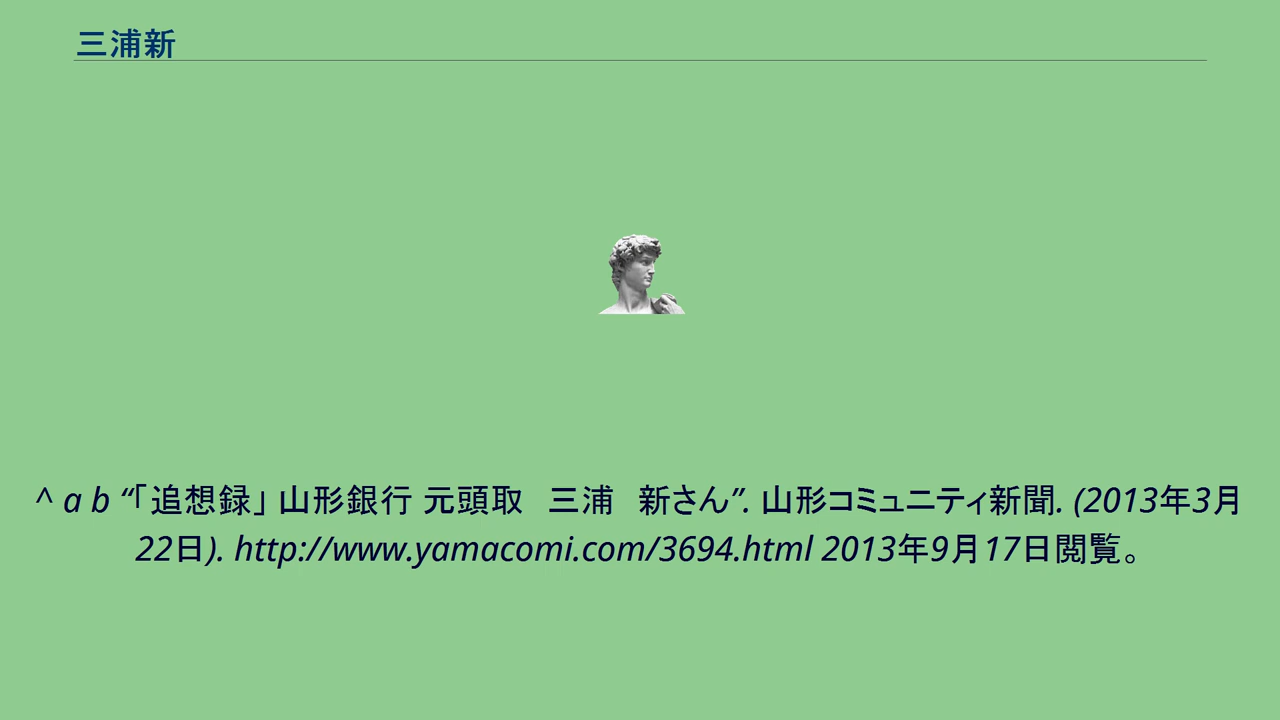 三浦新
^ a b “「追想録」山形銀行 元頭取　三浦　新さん”. 山形コミュニティ新聞. (2013年3月
22日). http://www.yamacomi.com/3694.html 2013年9月17日閲覧。